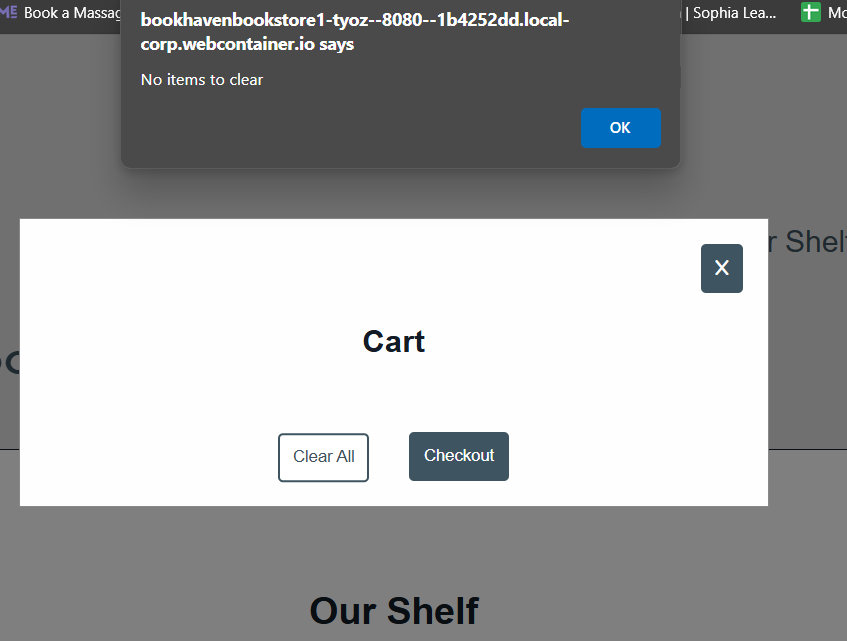 ME Book a Massag
bookhavenbookstore1-tyoz--8080--1b4252dd.local-
corp.webcontainer.io says
| Sophia Lea...
Mo
No items to clear
OK
r Shelf
X
Cart
Clear All
Checkout
Our Shelf